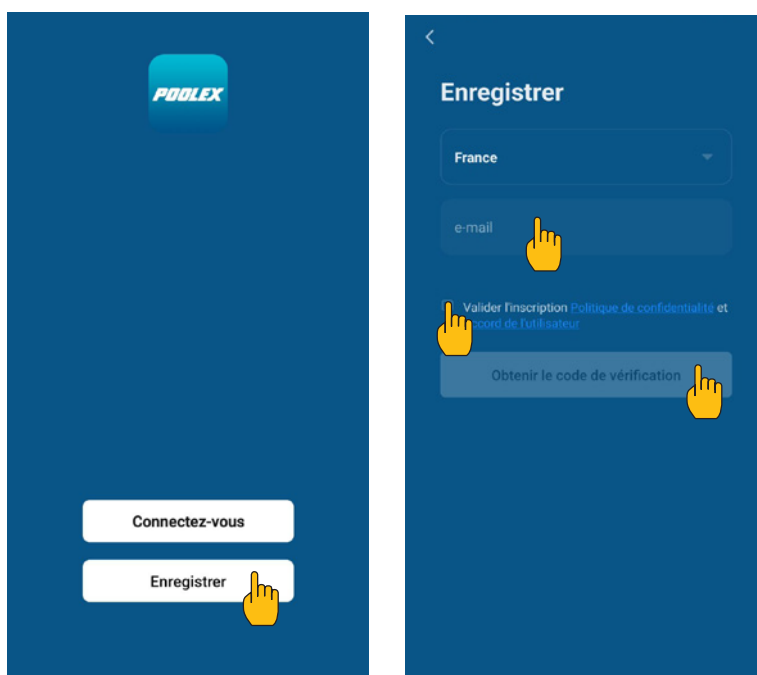 POOLEX
Connectez-vous
Enregistrer
Enregistrer
France
e-mail
Valider l'inscription Politique de confidentialité et
de l'utilisateur
Obtenir le code de vérification